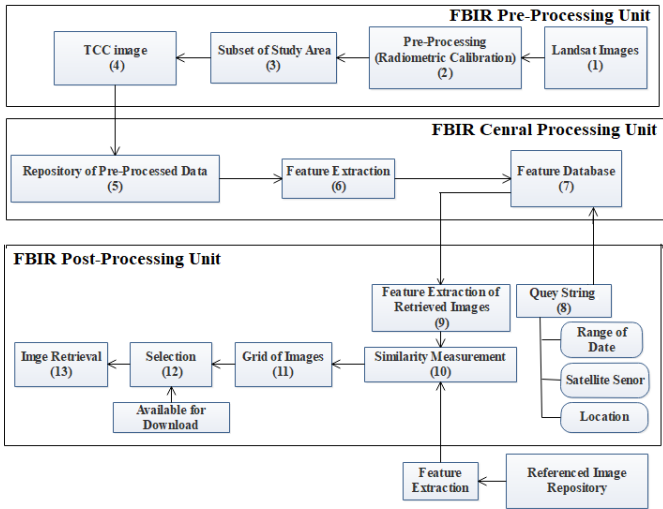 FBIR Pre-Processing Unit
TCC image
(4)
Subset of Study Area
(3)
Pre-Processing
(Radiometric Calibration)
(2)
Landsat Images
(1)
FBIR Cenral Processing Unit
Repository of Pre-Processed Data
(5)
Feature Extraction
(6)
Feature Database
(7)
FBIR Post-Processing Unit
Feature Extraction of
Retrieved Images
(9)
Quey String
(8)
Range of
Date
Satellite Senor
Location
Imge Retrieval
(13)
Selection
(12)
Grid of Images
(11)
Similarity Measurement
(10)
Available for
Download
Feature
Extraction
Referenced Image
Repository